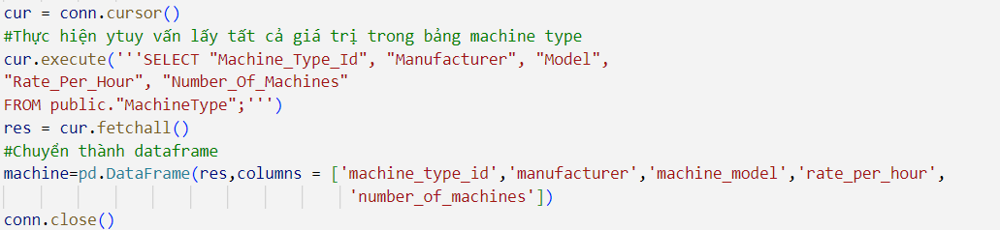 cur = conn.cursor()
#Thực hiện ytuy vấn lấy tất cả giá trị trong bảng machine type
cur.execute('''SELECT "Machine_Type_Id", "Manufacturer", "Model",
"Rate_Per_Hour", "Number_Of_Machines"
FROM public."MachineType";''')
res = cur.fetchall()
#Chuyển thành dataframe
machine=pd.DataFrame(res,columns = ['machine_type_id','manufacturer','machine_model','rate_per_hour',
'number_of_machines'])
conn.close()